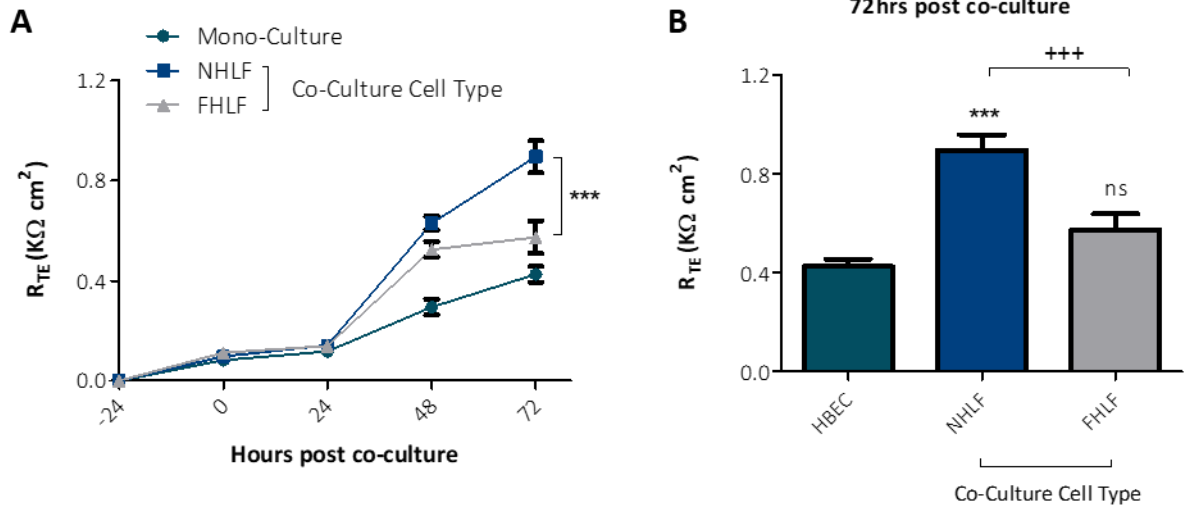 A
Mono-Culture
NHLF
FHLF
Co-Culture Cell Type
1.2
0.8
0.4
0.0
R_TE (KΩ cm²)
***
-24
0
24
48
72
Hours post co-culture
B
72hrs post co-culture
+++
***
ns
1.2
0.8
0.4
0.0
R_TE (KΩ cm²)
HBEC
NHLF
FHLF
Co-Culture Cell Type